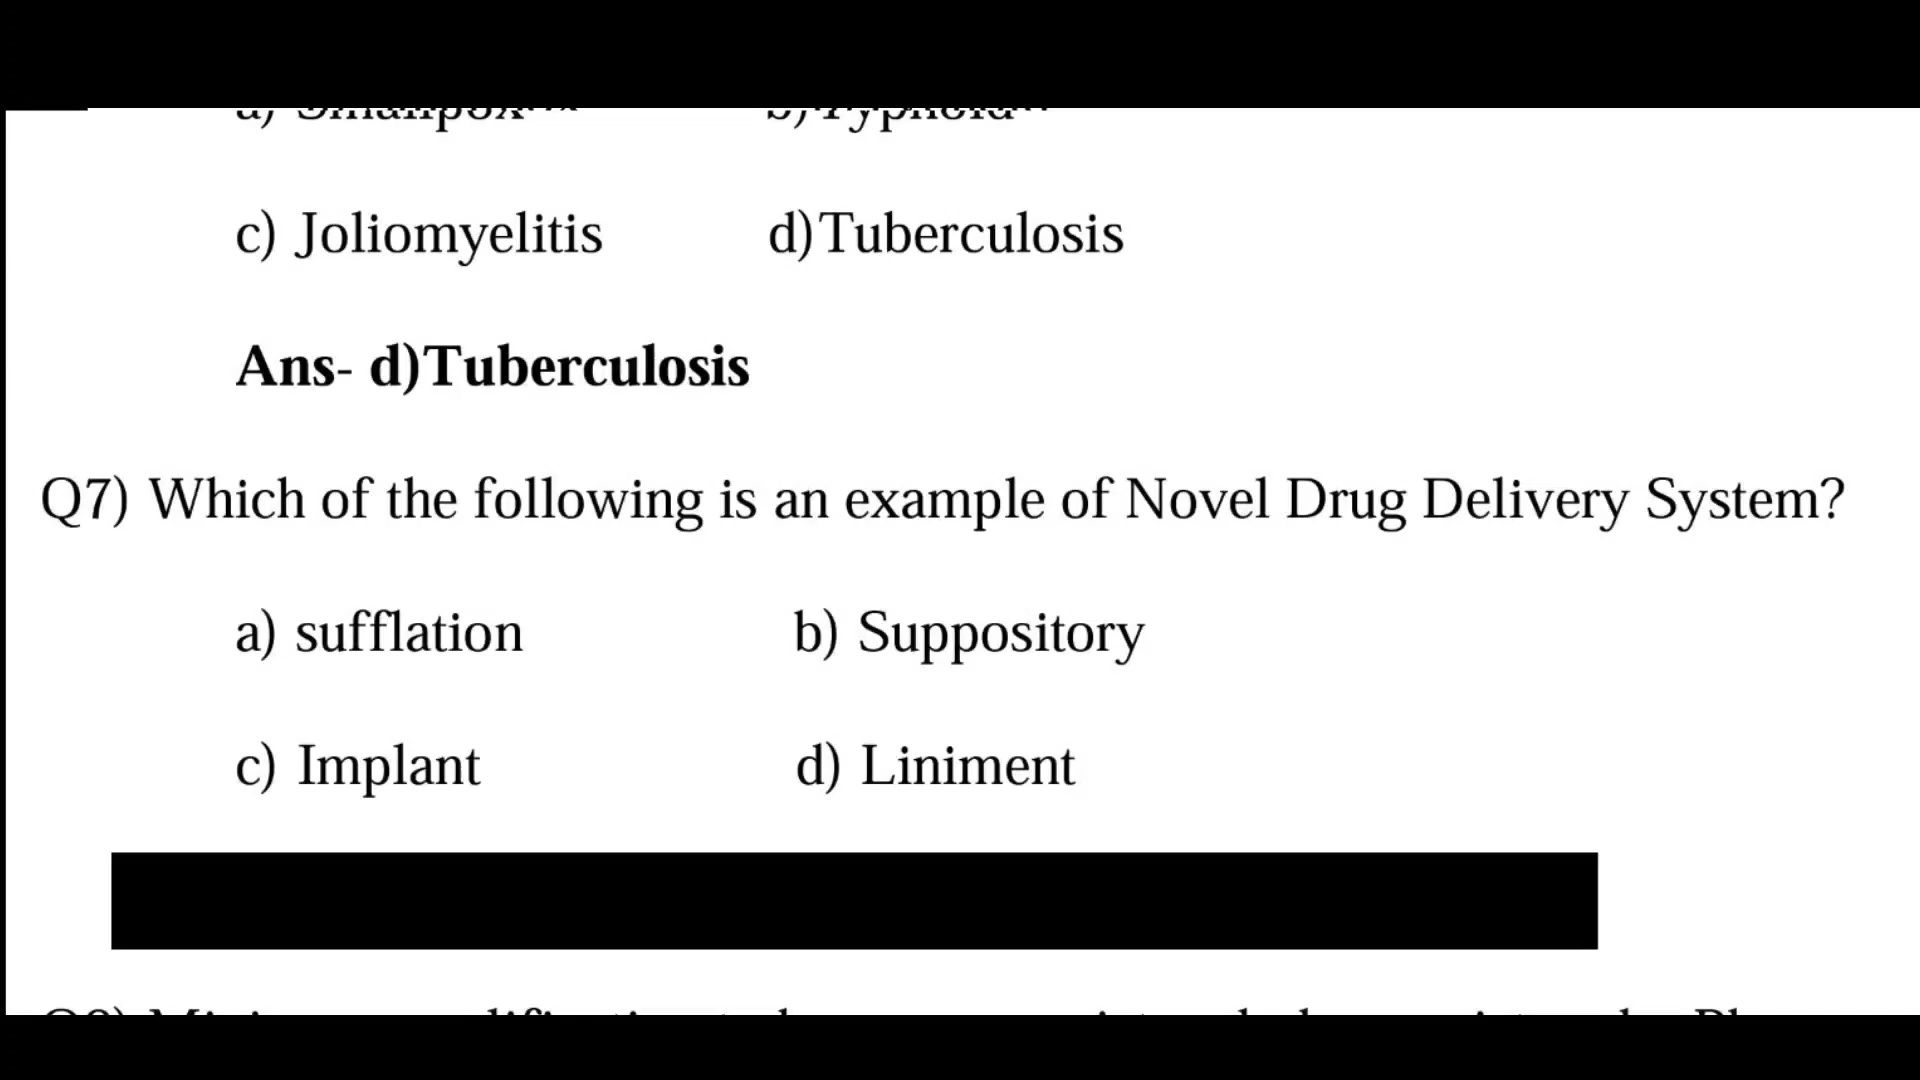 c) Joliomyelitis d)Tuberculosis
Ans- d)Tuberculosis
Q7) Which of the following is an example of Novel Drug Delivery System?
a) sufflation b) Suppository
c) Implant d) Liniment